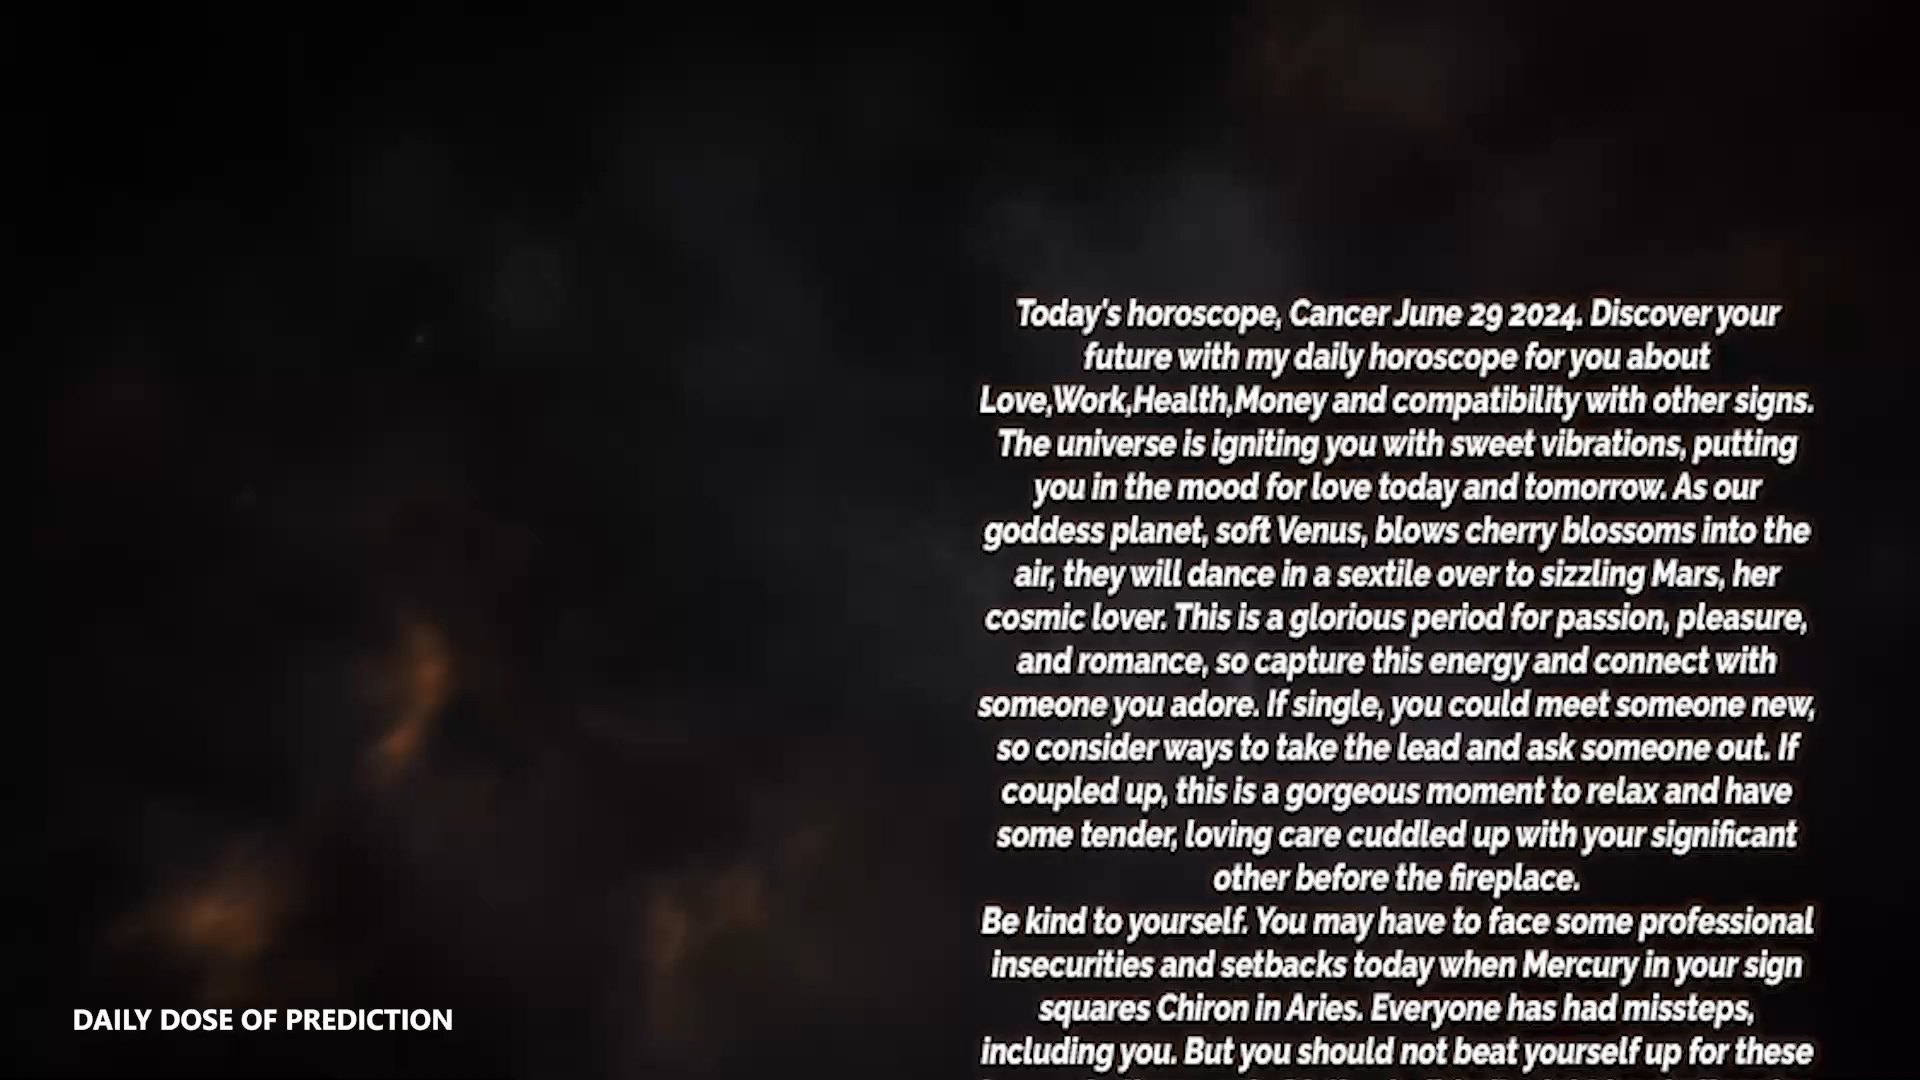 Today's horoscope, Cancer June 29 2024. Discover your
future with my daily horoscope for you about
Love,Work,Health,Money and compatibility with other signs.
The universe is igniting you with sweet vibrations, putting
you in the mood for love today and tomorrow. As our
goddess planet, soft Venus, blows cherry blossoms into the
air, they will dance in a sextile over to sizzling Mars, her
cosmic lover. This is a glorious period for passion, pleasure,
and romance, so capture this energy and connect with
someone you adore. If single, you could meet someone new,
so consider ways to take the lead and ask someone out. If
coupled up, this is a gorgeous moment to relax and have
some tender, loving care cuddled up with your significant
other before the fireplace.
Be kind to yourself. You may have to face some professional
insecurities and setbacks today when Mercury in your sign
squares Chiron in Aries. Everyone has had missteps,
including you. But you should not beat yourself up for these
DAILY DOSE OF PREDICTION